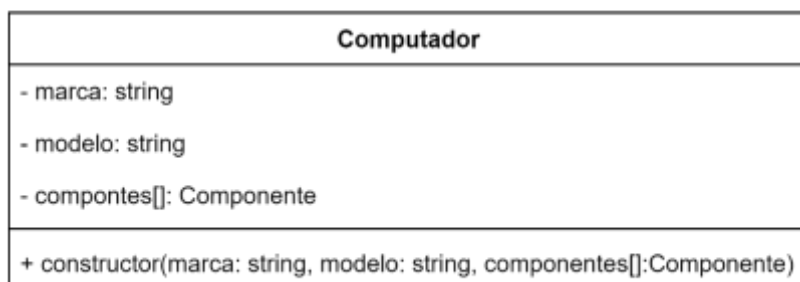 Computador
- marca: string
- modelo: string
- compontes[]: Componente
+ constructor(marca: string, modelo: string, componentes[]:Componente)